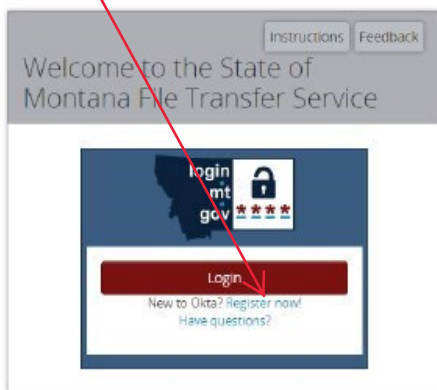 Instructions Feedback
Welcome to the State of
Montana File Transfer Service
login
mt
gov ****
Login
New to Okta? Register now!
Have questions?